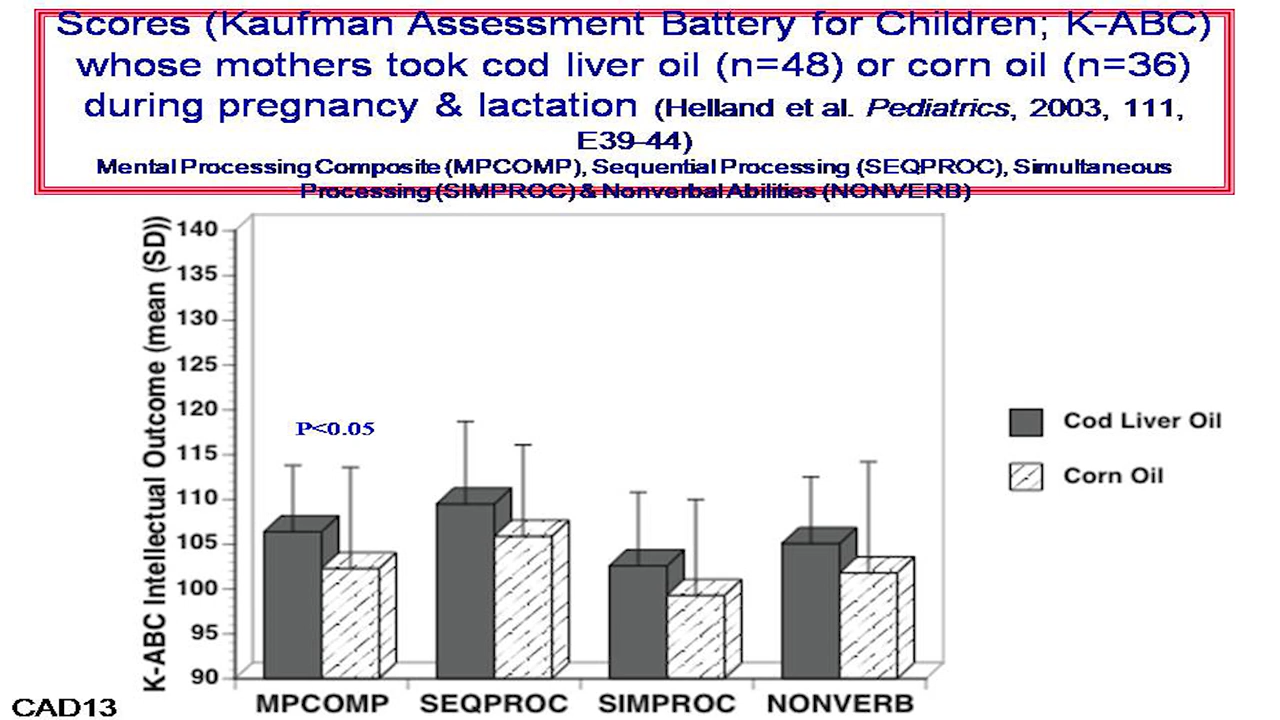 Scores (Kaufman Assessment Battery for Children; K-ABC)
whose mothers took cod liver oil (n=48) or corn oil (n=36)
during pregnancy & lactation (Helland et al. Pediatrics, 2003, 111,
E39-44)
Mental Processing Composite (MPCOMP), Sequential Processing (SEQPROC), Simultaneous
Processing (SIMPROC) & Nonverbal Abilities (NONVERB)
K-ABC Intellectual Outcome (mean (SD))
140
135
130
125
120
115
110
105
100
95
90
P<0.05
Cod Liver Oil
Corn Oil
MPCOMP SEQPROC SIMPROC NONVERB
CAD13